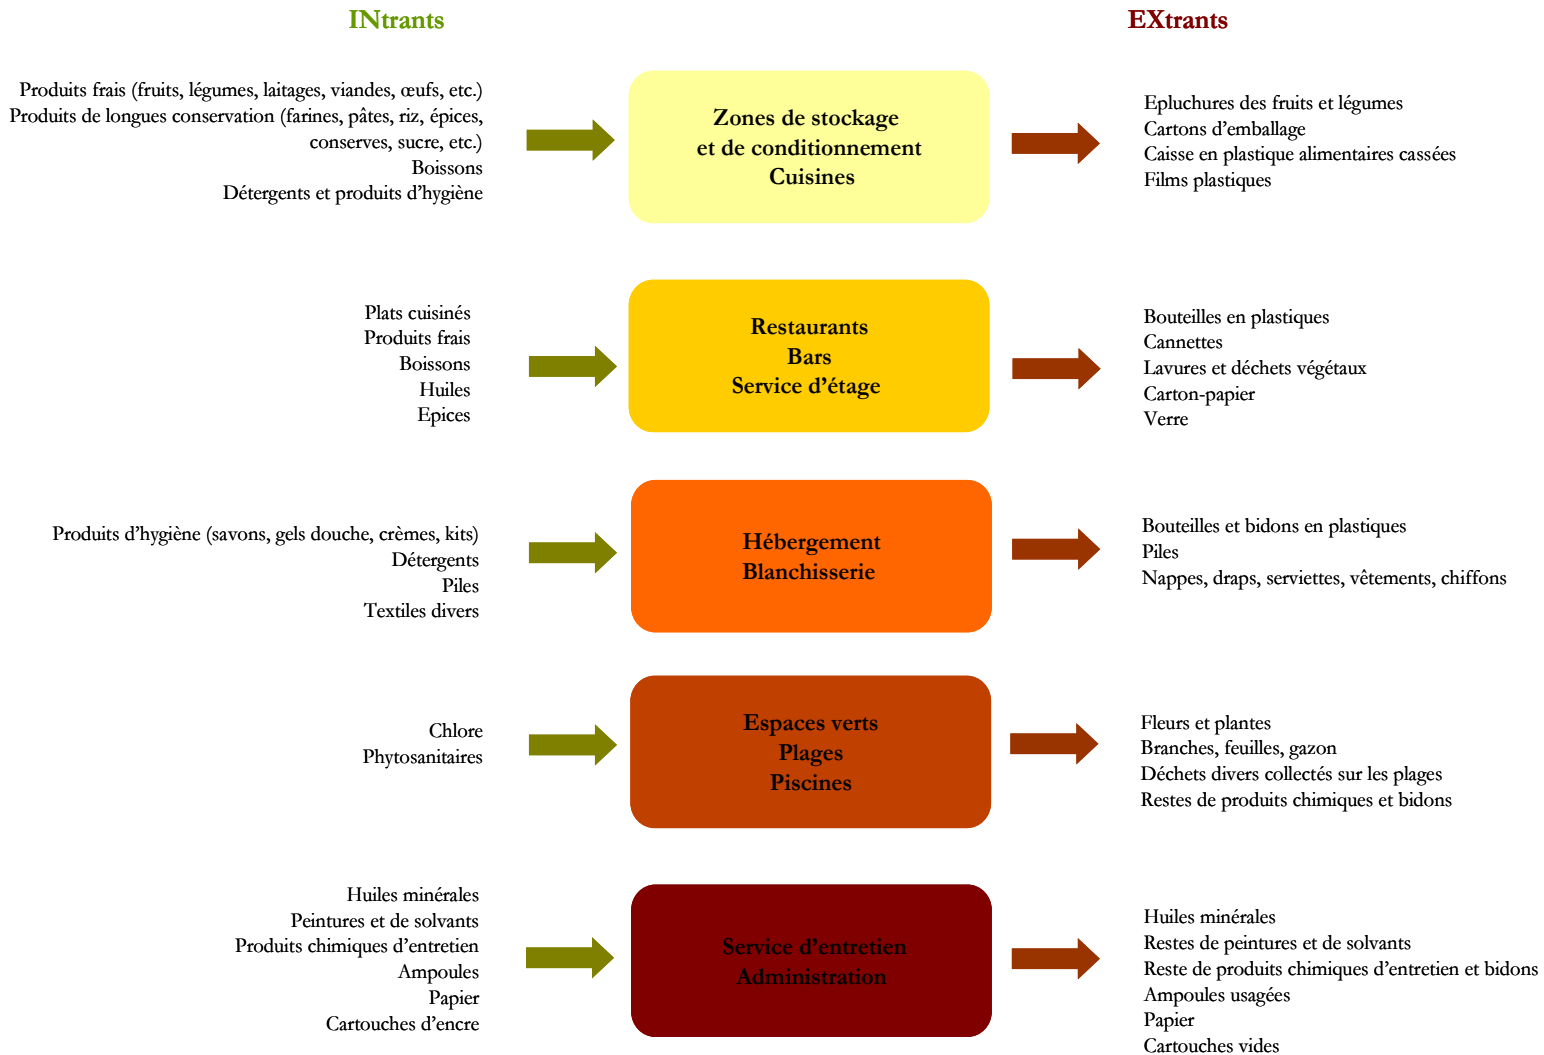 INtrants
EXtrants
Produits frais (fruits, légumes, laitages, viandes, œufs, etc.)
Produits de longues conservation (farines, pâtes, riz, épices,
conserves, sucre, etc.)
Boissons
Détergents et produits d’hygiène
Zones de stockage
et de conditionnement
Cuisines
Epluchures des fruits et légumes
Cartons d’emballage
Caisse en plastique alimentaires cassées
Films plastiques
Plats cuisinés
Produits frais
Boissons
Huiles
Epices
Restaurants
Bars
Service d’étage
Bouteilles en plastiques
Cannettes
Lavures et déchets végétaux
Carton-papier
Verre
Produits d’hygiène (savons, gels douche, crèmes, kits)
Détergents
Piles
Textiles divers
Hébergement
Blanchisserie
Bouteilles et bidons en plastiques
Piles
Nappes, draps, serviettes, vêtements, chiffons
Chlore
Phytosanitaires
Espaces verts
Plages
Piscines
Fleurs et plantes
Branches, feuilles, gazon
Déchets divers collectés sur les plages
Restes de produits chimiques et bidons
Huiles minérales
Peintures et de solvants
Produits chimiques d’entretien
Ampoules
Papier
Cartouches d’encre
Service d’entretien
Administration
Huiles minérales
Restes de peintures et de solvants
Reste de produits chimiques d’entretien et bidons
Ampoules usagées
Papier
Cartouches vides